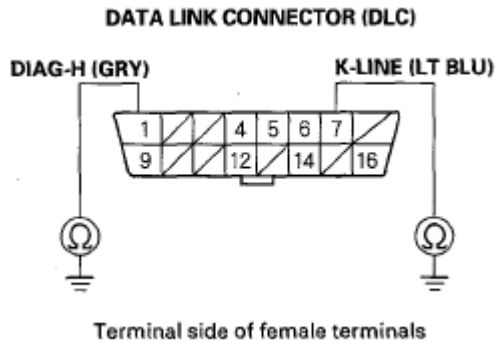 DATA LINK CONNECTOR (DLC)
DIAG-H (GRY) K-LINE (LT BLU)
1 4 5 6 7
9 12 14 16
Ω Ω
Terminal side of female terminals